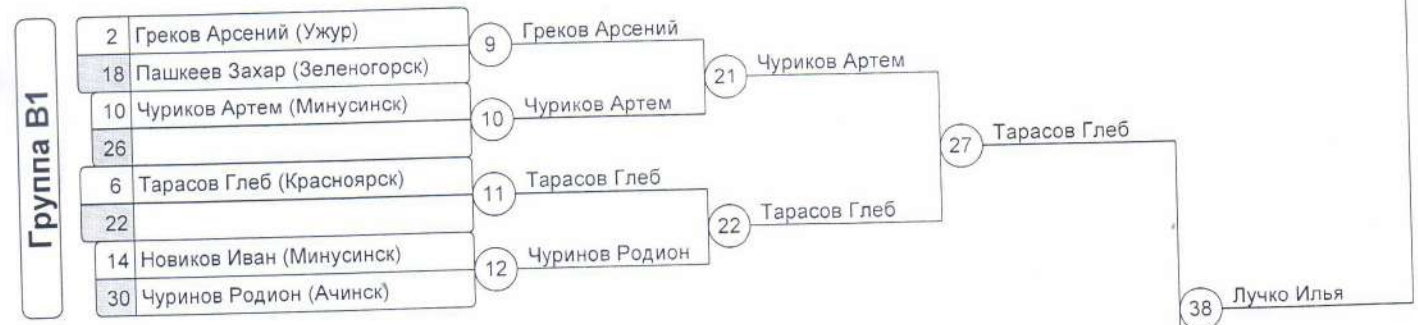 Группа В1
2 Греков Арсений (Ужур)
18 Пашкеев Захар (Зеленогорск)
10 Чуриков Артем (Минусинск)
26
6 Тарасов Глеб (Красноярск)
22
14 Новиков Иван (Минусинск)
30 Чуринов Родион (Ачинск)
9 Греков Арсений
10 Чуриков Артем
11 Тарасов Глеб
12 Чуринов Родион
21 Чуриков Артем
22 Тарасов Глеб
27 Тарасов Глеб
38 Лучко Илья